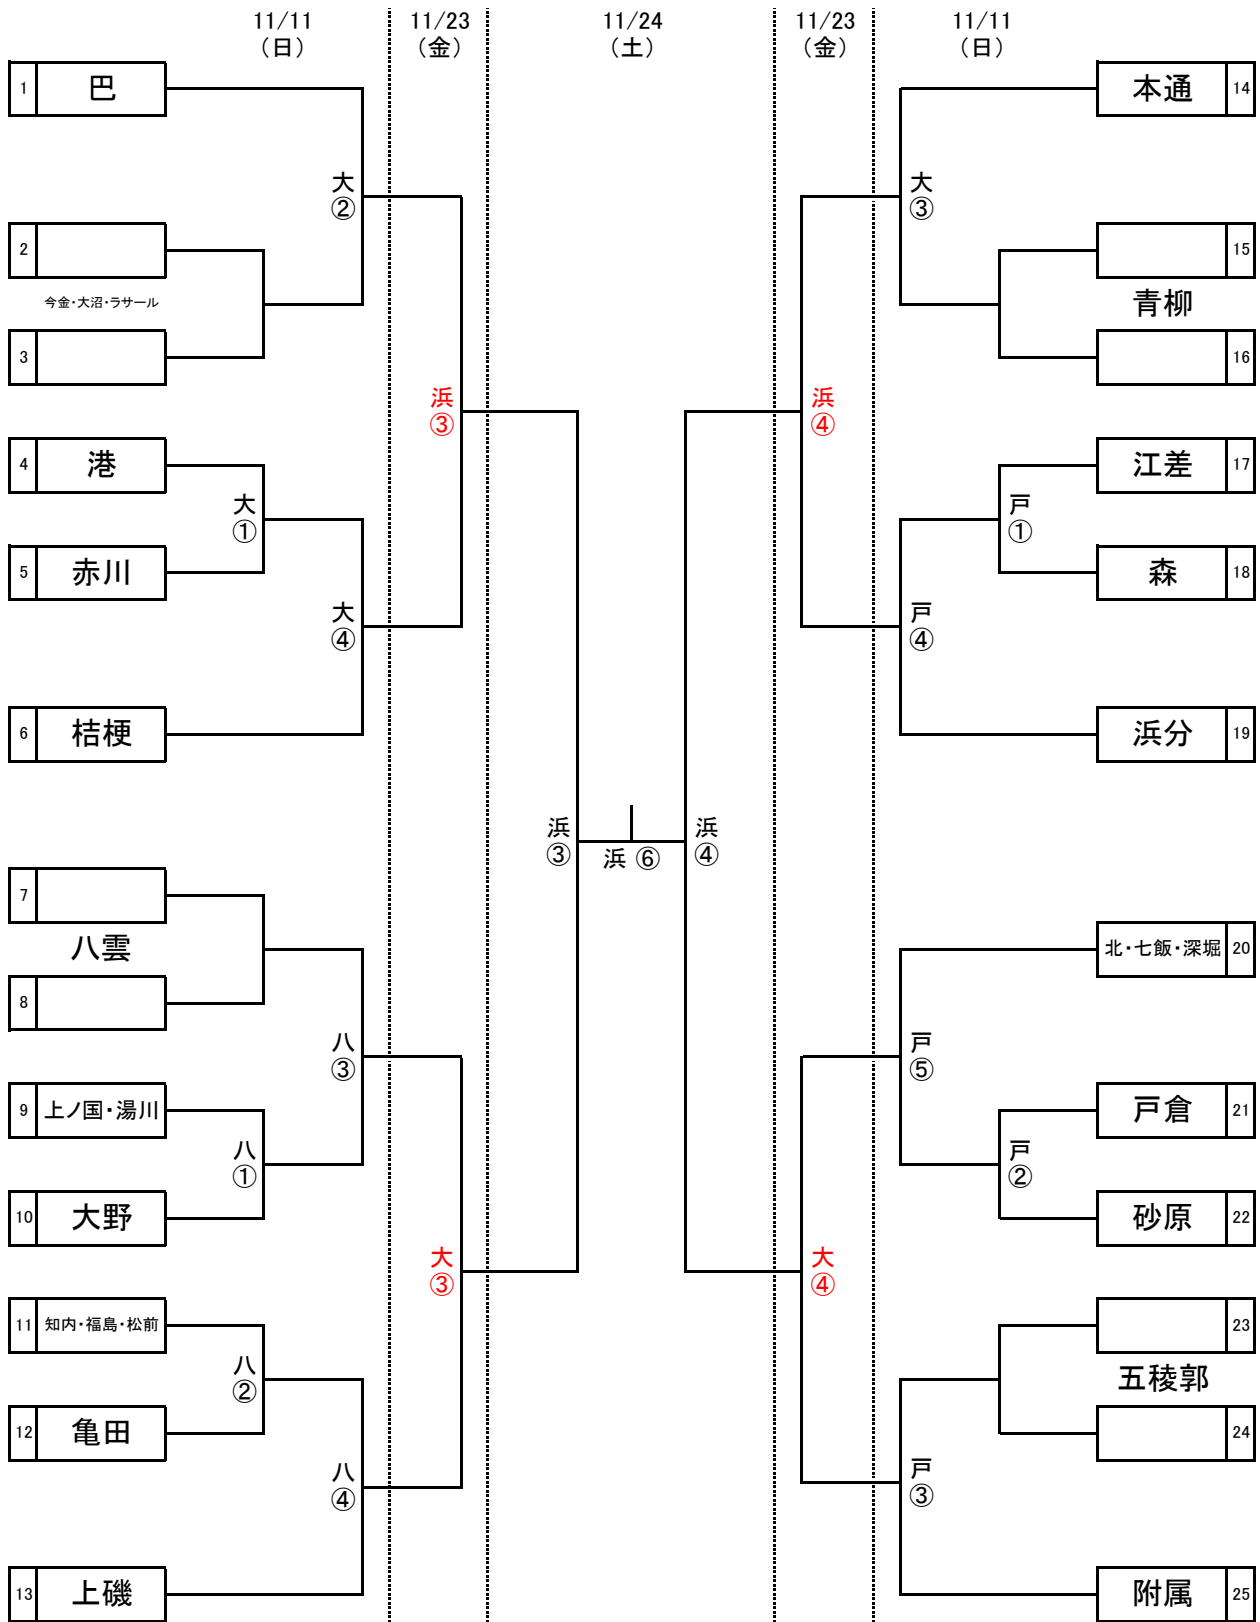 11/11
(日)
11/23
(金)
11/24
(土)
11/23
(金)
11/11
(日)
1 巴
大
②
2
今金・大沼・ラサール
3
浜
③
4 港
大
①
5 赤川
大
④
6 桔梗
浜
③
7
八雲
8
八
③
9 上ノ国・湯川
八
①
10 大野
大
③
11 知内・福島・松前
八
②
12 亀田
八
④
13 上磯
浜 ⑥
本通 14
大
③
15
青柳
16
浜
④
江差 17
戸
①
森 18
戸
④
浜分 19
浜
④
北・七飯・深堀 20
戸
⑤
戸倉 21
戸
②
砂原 22
大
④
23
五稜郭
24
戸
③
附属 25